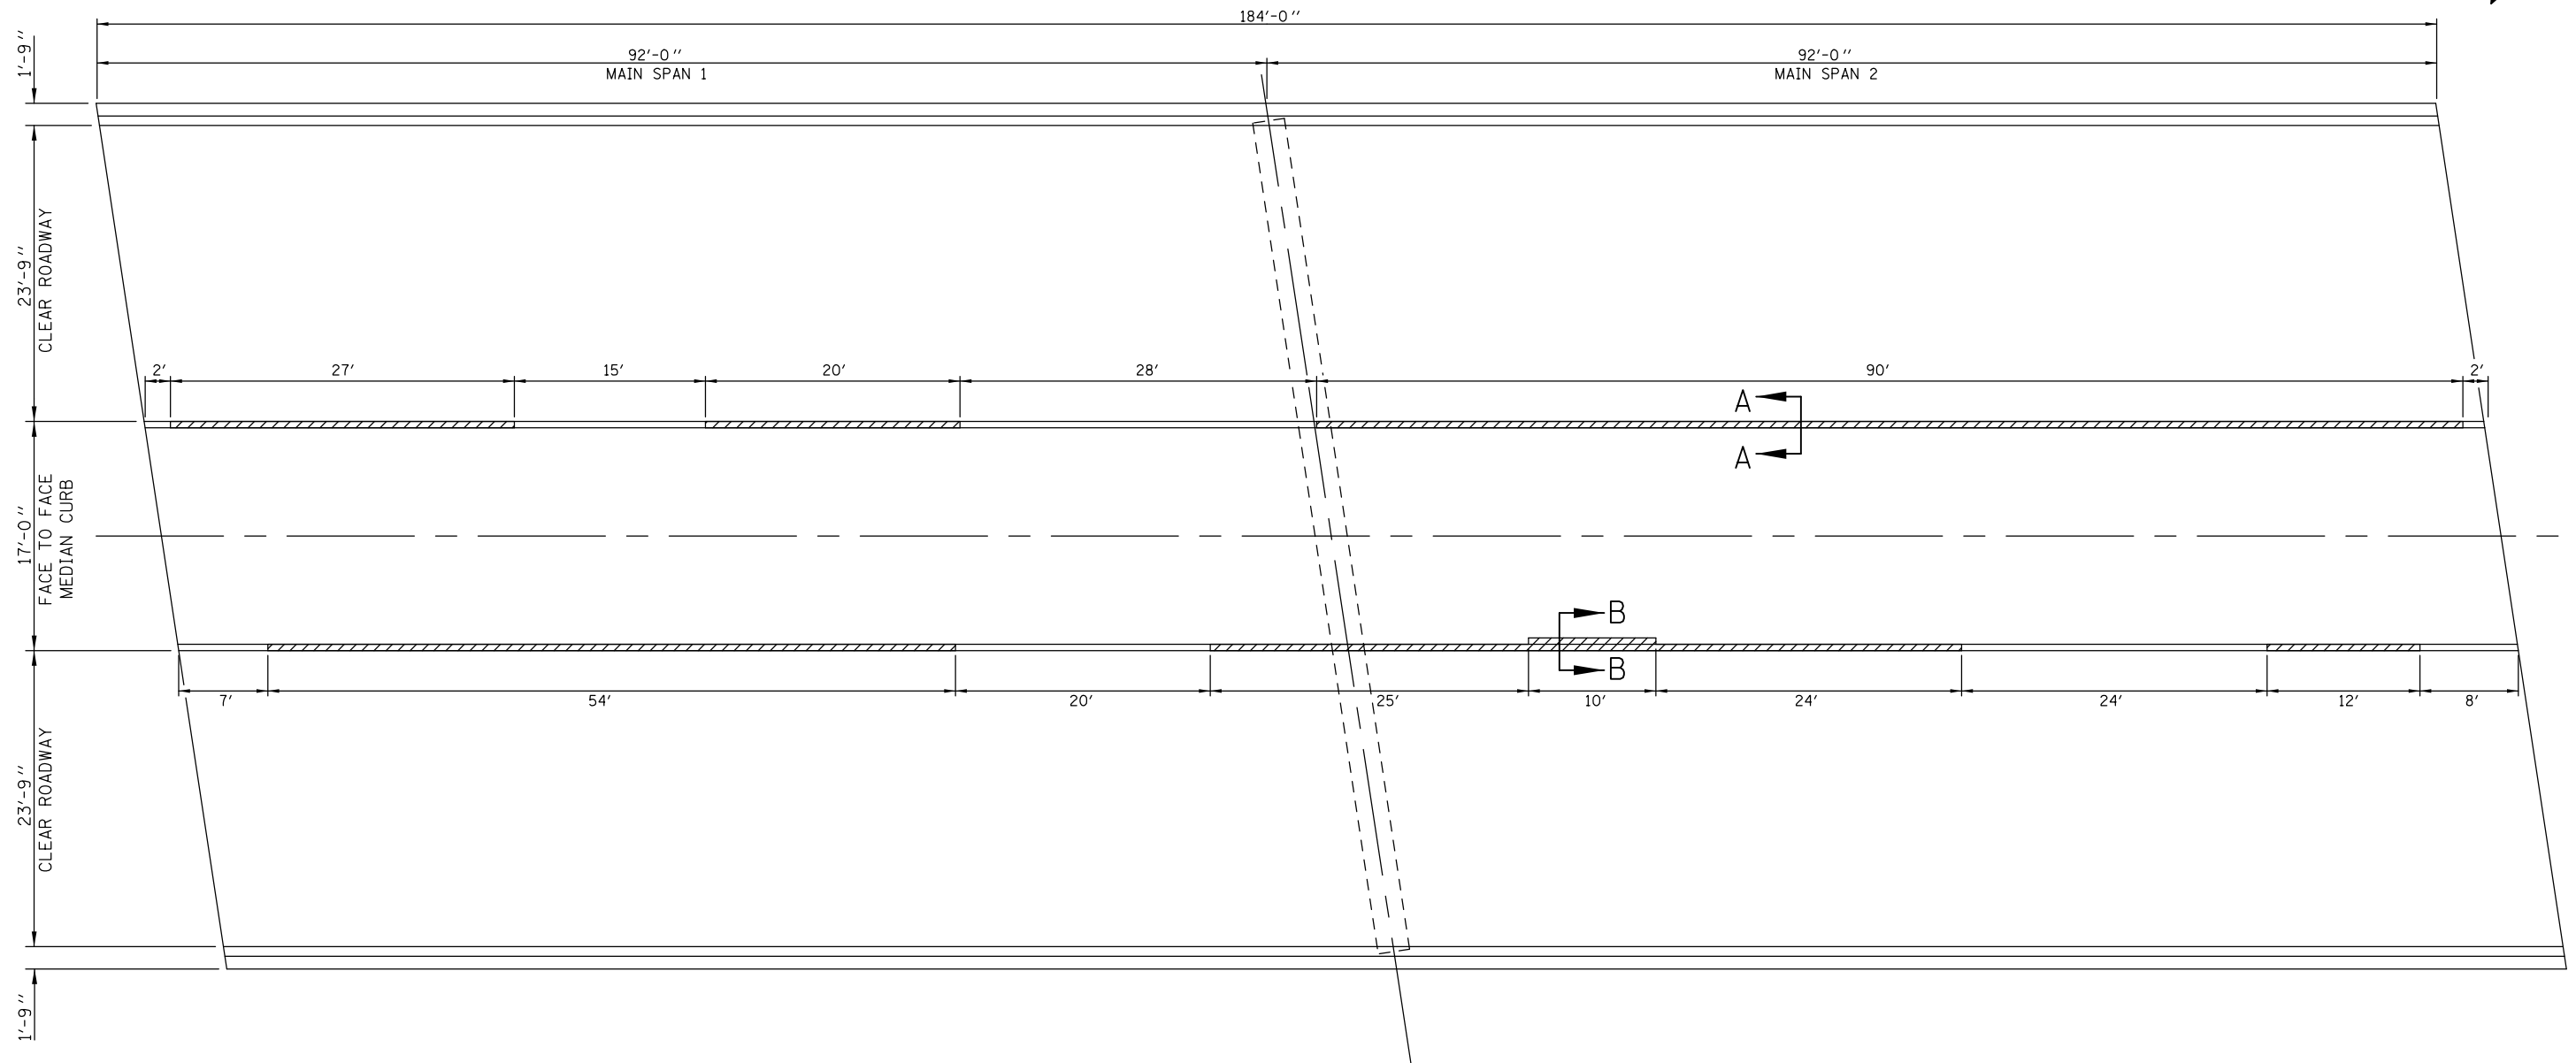 184'-0"
92'-0"
MAIN SPAN 1
92'-0"
MAIN SPAN 2
1'-9"
23'-9"
CLEAR ROADWAY
2'
27'
15'
20'
28'
90'
2'
A
A
17'-0"
FACE TO FACE
MEDIAN CURB
B
B
7'
54'
20'
25'
10'
24'
24'
12'
8'
23'-9"
CLEAR ROADWAY
1'-9"